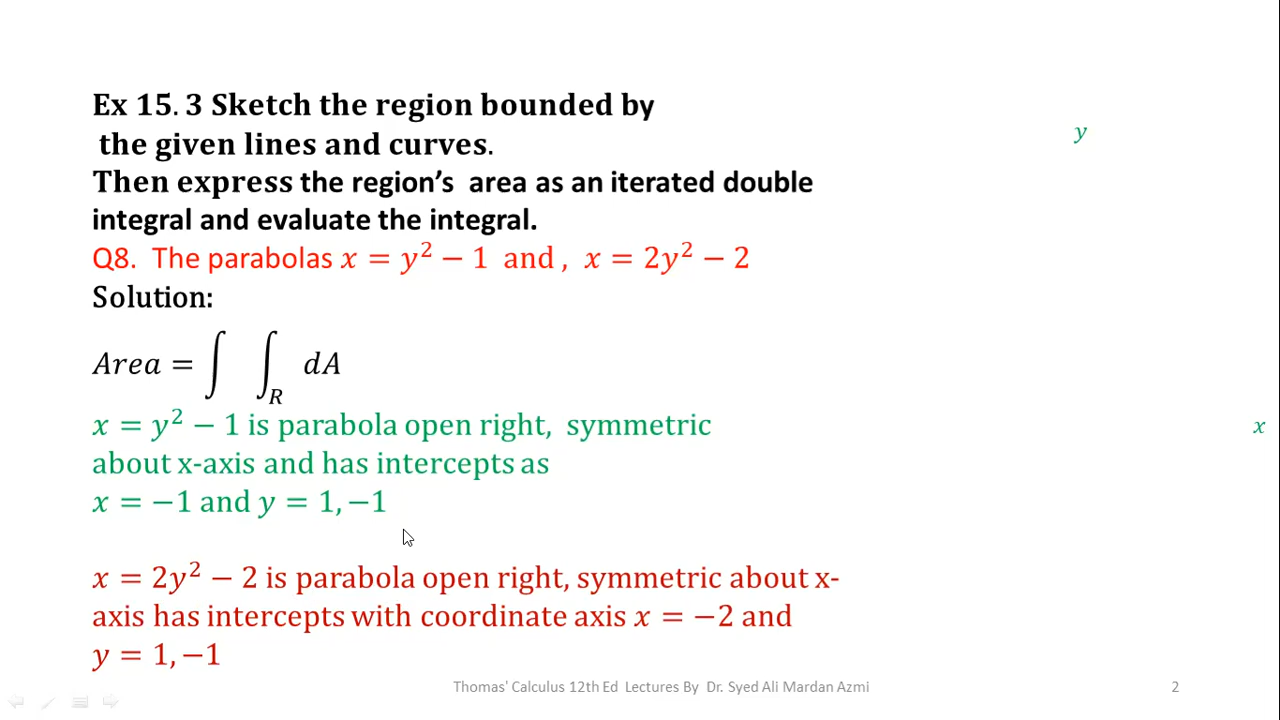 Ex 15. 3 Sketch the region bounded by
the given lines and curves.
Then express the region’s area as an iterated double
integral and evaluate the integral.
Q8. The parabolas x = y² − 1 and , x = 2y² − 2
Solution:
Area = ∫ ∫_R dA
x = y² − 1 is parabola open right, symmetric
about x-axis and has intercepts as
x = −1 and y = 1, −1
x = 2y² − 2 is parabola open right, symmetric about x-
axis has intercepts with coordinate axis x = −2 and
y = 1, −1
y
x
Thomas' Calculus 12th Ed Lectures By Dr. Syed Ali Mardan Azmi
2